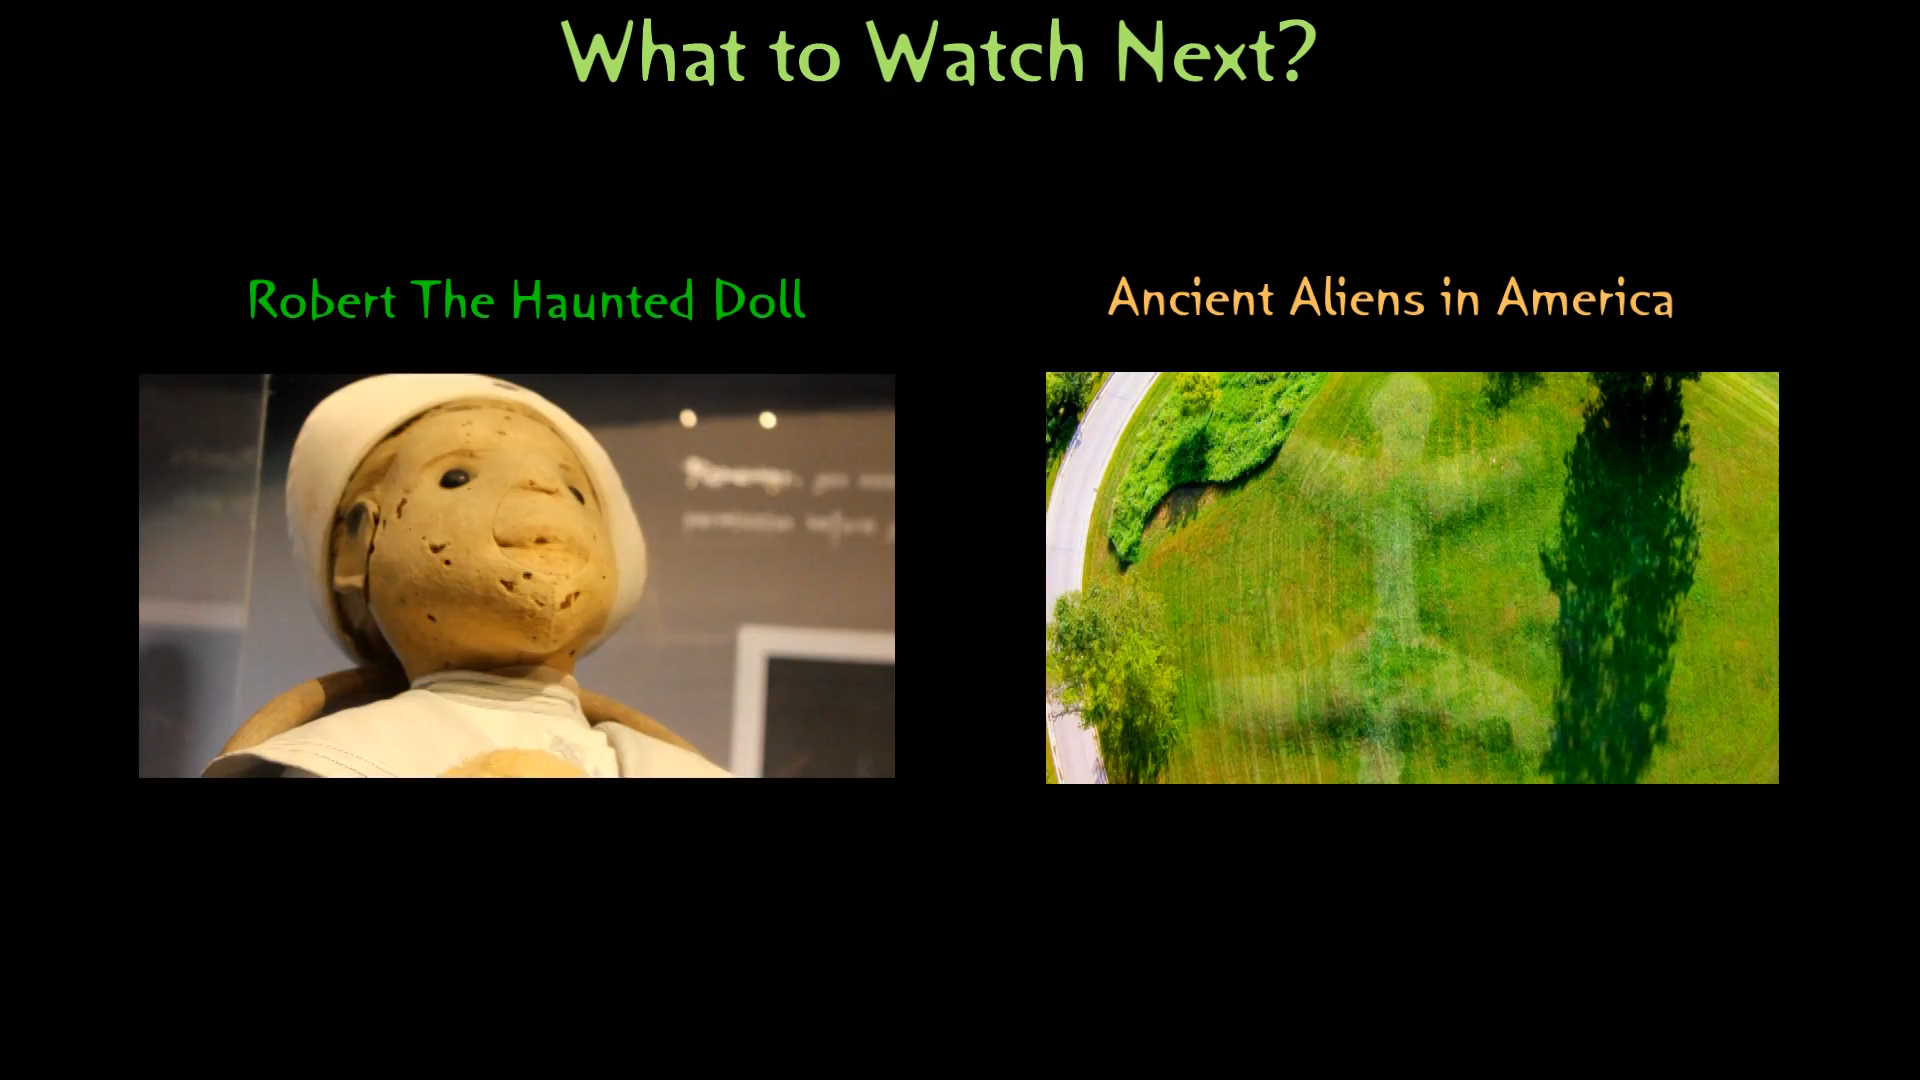 What to Watch Next?
Robert The Haunted Doll
Ancient Aliens in America